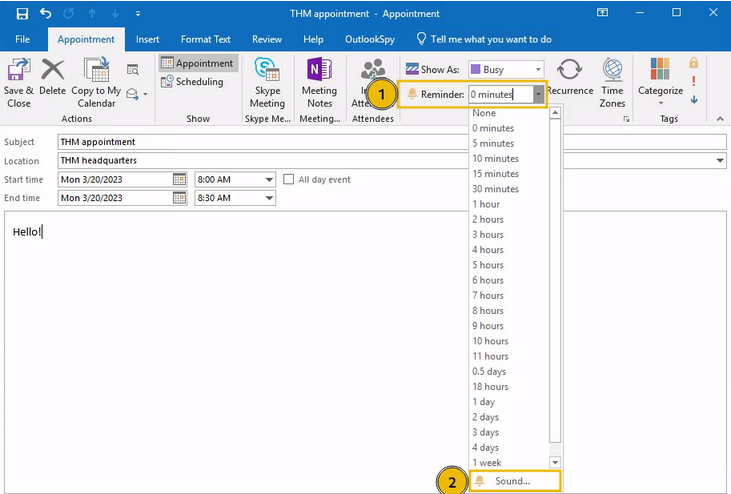 THM appointment - Appointment
File Appointment Insert Format Text Review Help OutlookSpy Tell me what you want to do
Save & Close
Delete
Copy to My Calendar
Actions
Appointment
Scheduling
Show
Skype Meeting
Skype Me...
Meeting Notes
Meeting...
Attendees
Show As: Busy
1
Reminder: 0 minutes
Recurrence
Time Zones
Categorize
Tags
Subject THM appointment
Location THM headquarters
Start time Mon 3/20/2023 8:00 AM All day event
End time Mon 3/20/2023 8:30 AM
Hello!
None
0 minutes
5 minutes
10 minutes
15 minutes
30 minutes
1 hour
2 hours
3 hours
4 hours
5 hours
6 hours
7 hours
8 hours
9 hours
10 hours
11 hours
0.5 days
18 hours
1 day
2 days
3 days
4 days
1 week
2
Sound...